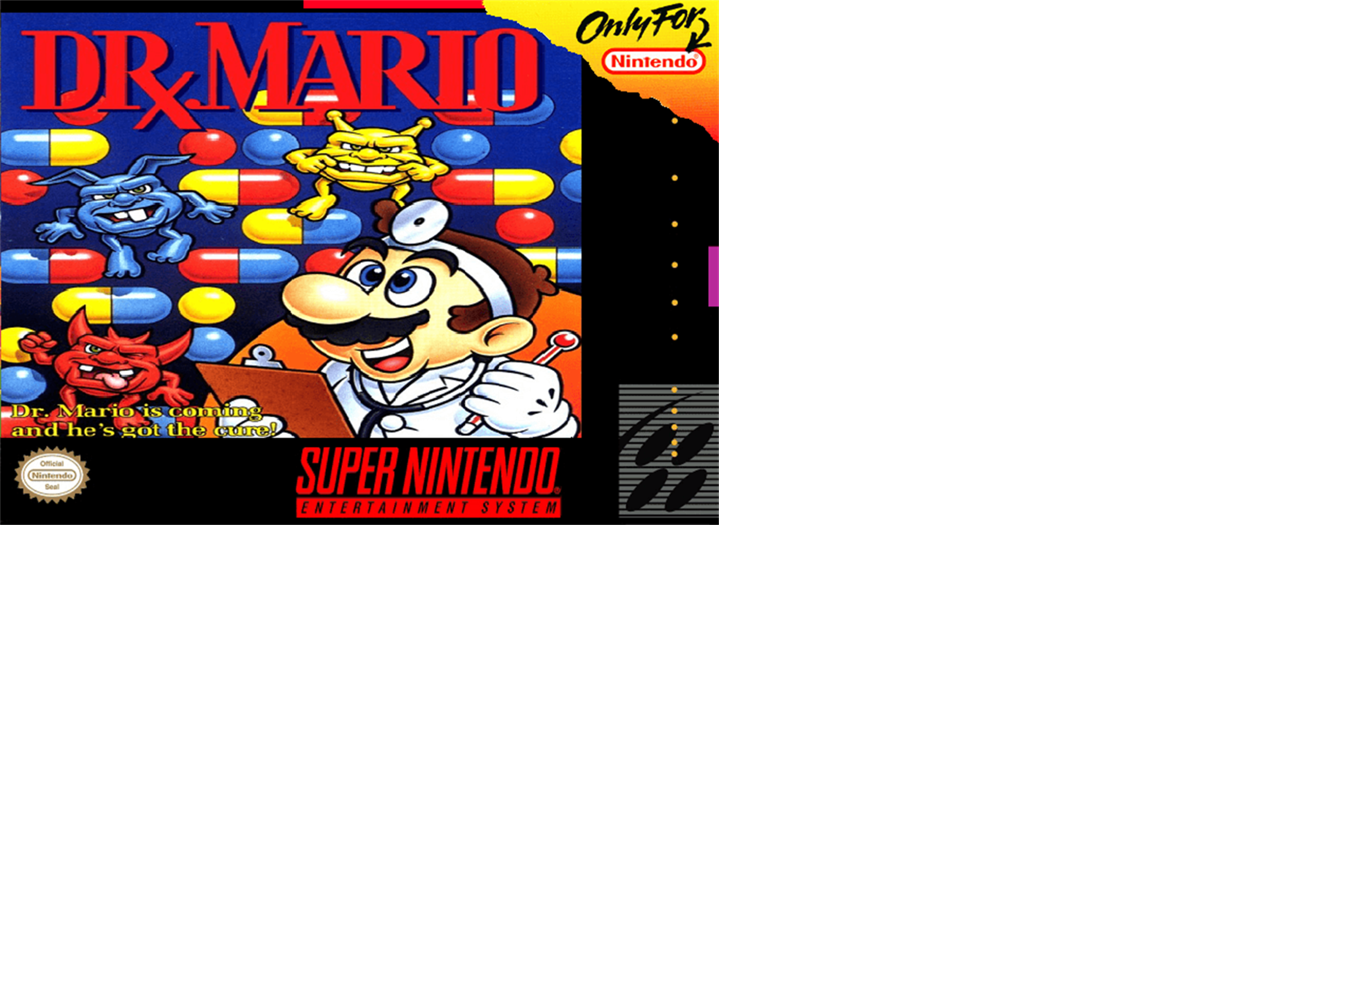 Only For
Nintendo®
DRx. MARIO
Dr. Mario is coming
and he's got the cure!
Official
Nintendo
Seal
SUPER NINTENDO®
ENTERTAINMENT SYSTEM